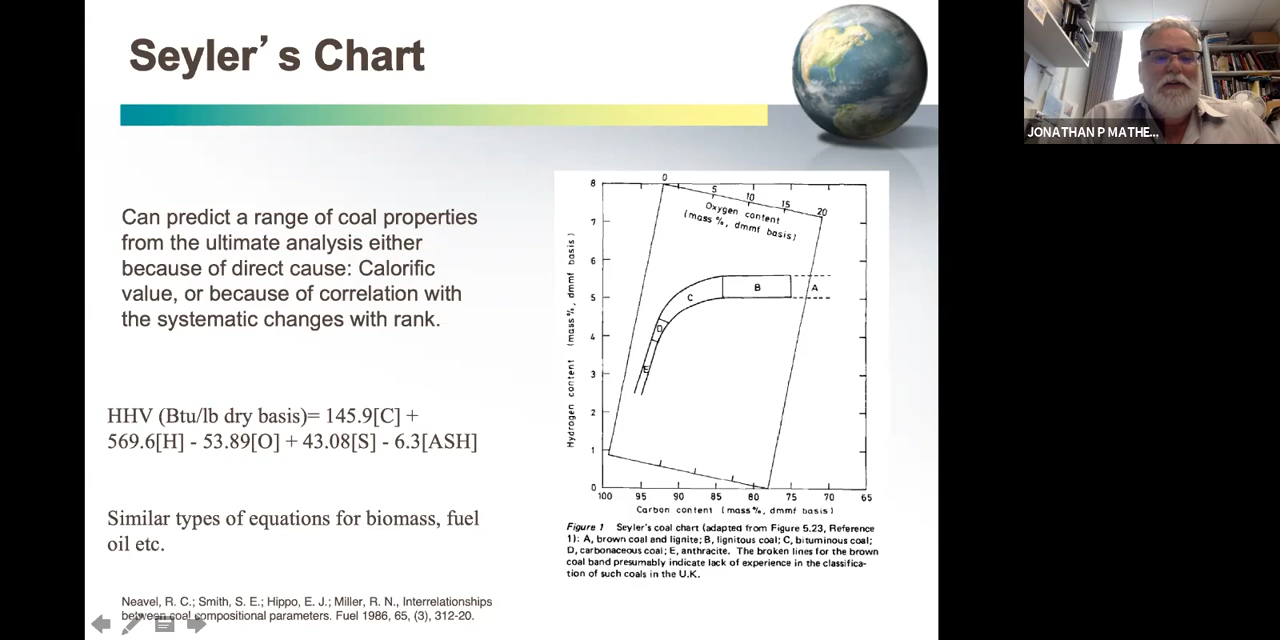 Seyler’s Chart
JONATHAN P MATHE...
Can predict a range of coal properties
from the ultimate analysis either
because of direct cause: Calorific
value, or because of correlation with
the systematic changes with rank.
HHV (Btu/lb dry basis)= 145.9[C] +
569.6[H] - 53.89[O] + 43.08[S] - 6.3[ASH]
Similar types of equations for biomass, fuel
oil etc.
Neavel, R. C.; Smith, S. E.; Hippo, E. J.; Miller, R. N., Interrelationships
between coal compositional parameters. Fuel 1986, 65, (3), 312-20.
0
5
10
15
20
Oxygen content
(mass %, dmmf basis)
Hydrogen content (mass %, dmmf basis)
8
7
6
5
4
3
2
1
0
A
B
C
D
E
100 95 90 85 80 75 70 65
Carbon content (mass %, dmmf basis)
Figure 1 Seyler's coal chart (adapted from Figure 5.23, Reference
1): A, brown coal and lignite; B, lignitous coal; C, bituminous coal;
D, carbonaceous coal; E, anthracite. The broken lines for the brown
coal band presumably indicate lack of experience in the classifica-
tion of such coals in the U.K.